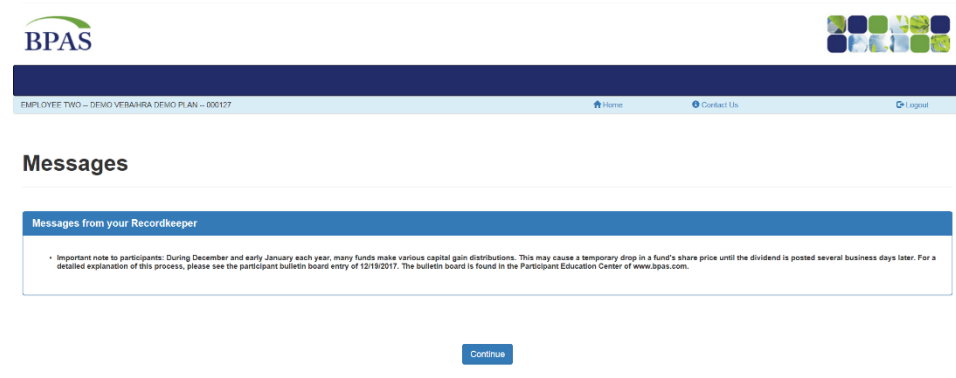 BPAS
EMPLOYEE TWO -- DEMO VEBA/HRA DEMO PLAN -- 000127
Home
Contact Us
Logout
Messages
Messages from your Recordkeeper
• Important note to participants: During December and early January each year, many funds make various capital gain distributions. This may cause a temporary drop in a fund's share price until the dividend is posted several business days later. For a
detailed explanation of this process, please see the participant bulletin board entry of 12/19/2017. The bulletin board is found in the Participant Education Center of www.bpas.com.
Continue